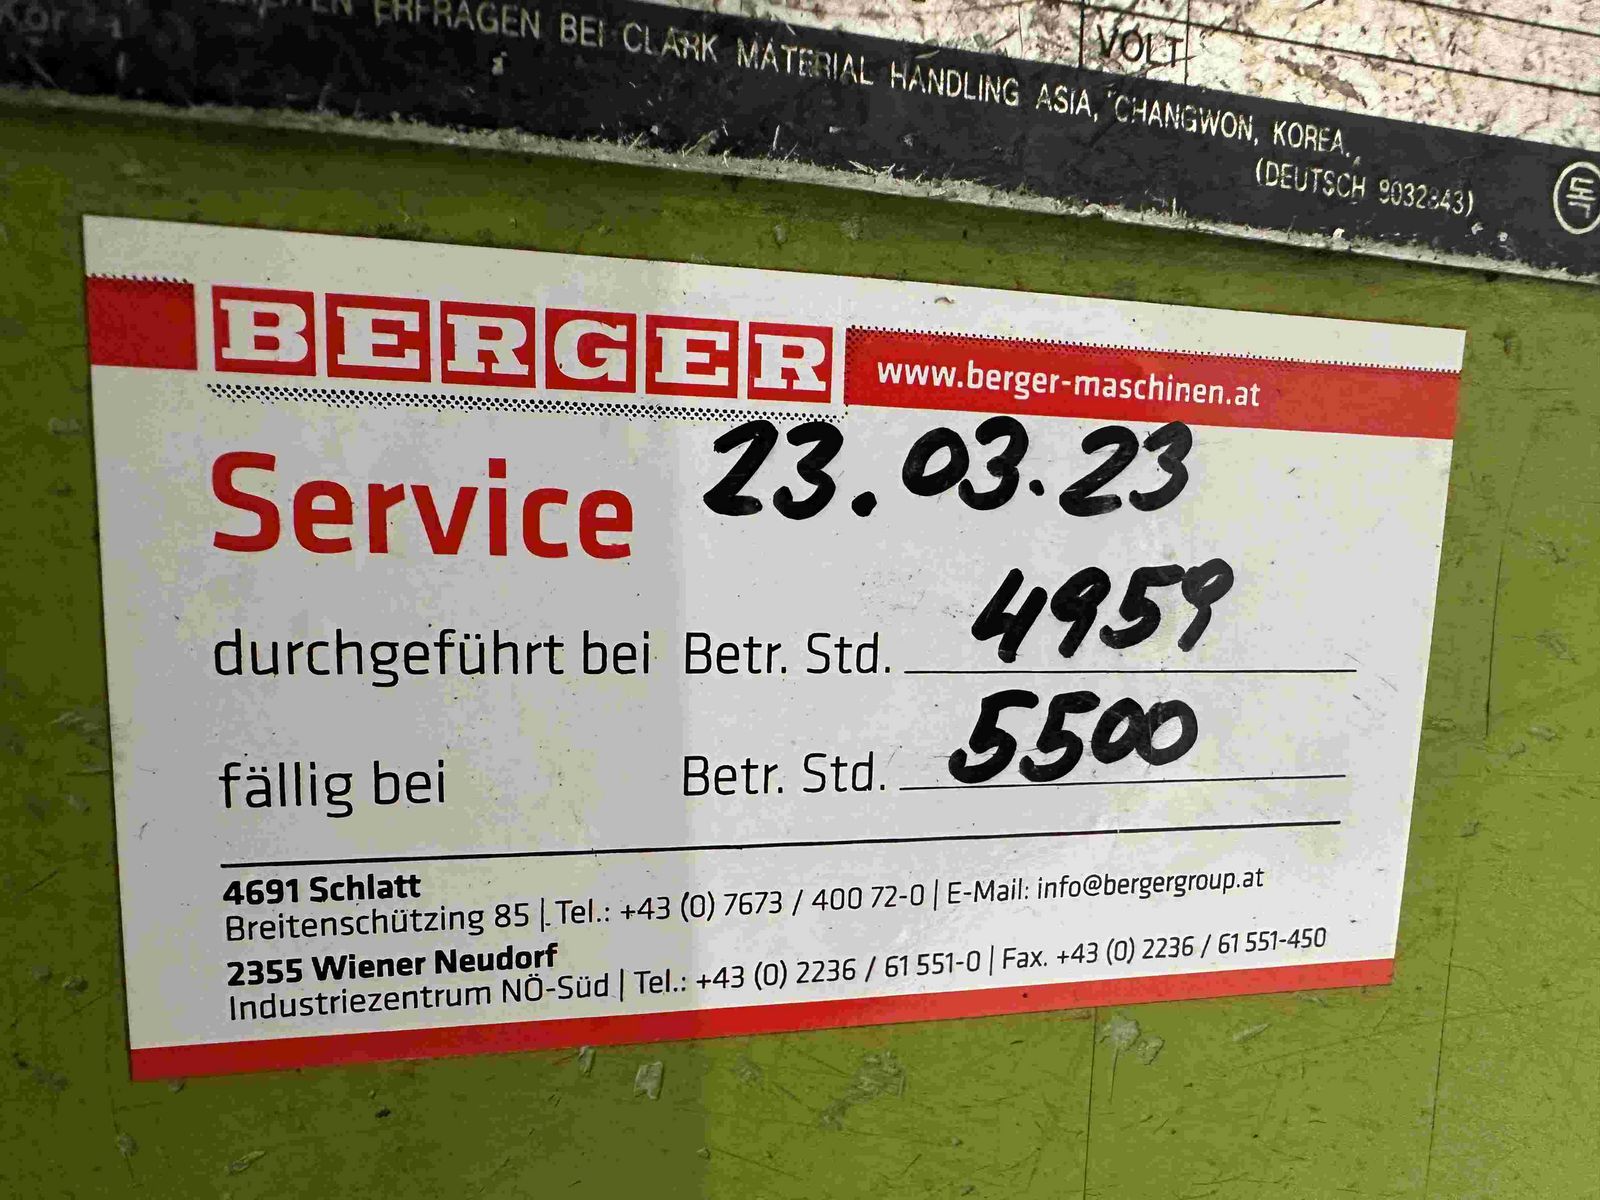 ERFRAGEN BEI CLARK MATERIAL HANDLING ASIA, CHANGWON, KOREA.
VOLT
(DEUTSCH 9032843)
독
BERGER
www.berger-maschinen.at
Service 23.03.23
durchgeführt bei Betr. Std. 4959
fällig bei Betr. Std. 5500
4691 Schlatt
Breitenschützing 85 | Tel.: +43 (0) 7673 / 400 72-0 | E-Mail: info@bergergroup.at
2355 Wiener Neudorf
Industriezentrum NÖ-Süd | Tel.: +43 (0) 2236 / 61 551-0 | Fax. +43 (0) 2236 / 61 551-450